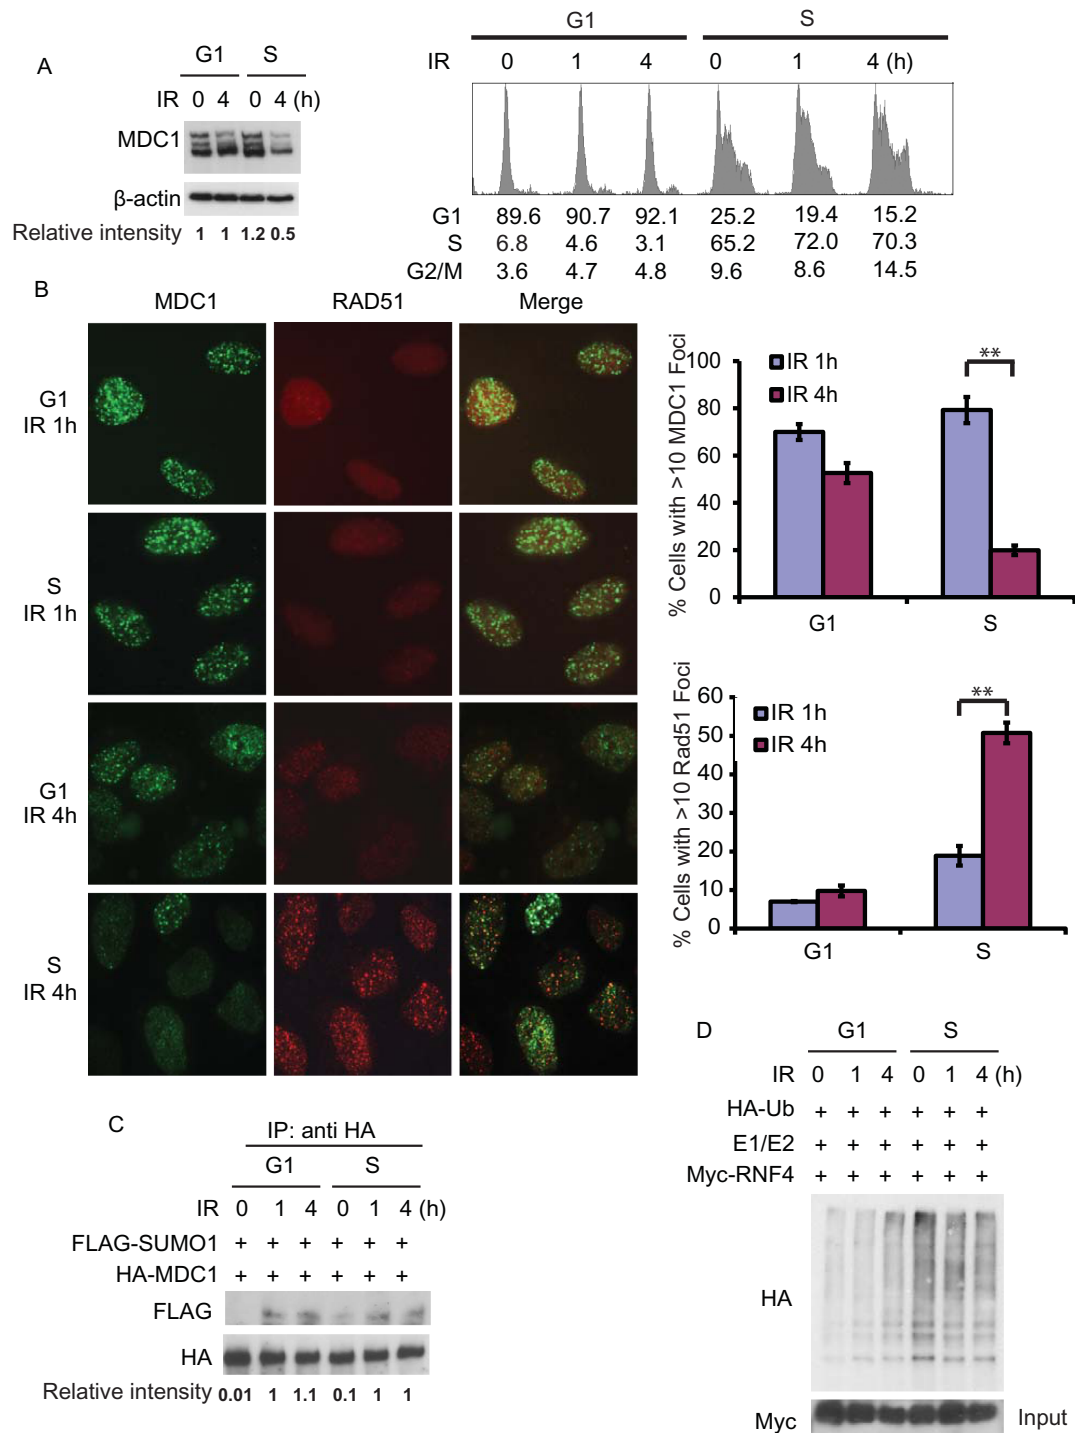 A
G1 S
IR 0 4 0 4 (h)
MDC1
β-actin
Relative intensity 1 1 1.2 0.5
G1 S
IR 0 1 4 0 1 4 (h)
G1 89.6 90.7 92.1 25.2 19.4 15.2
S 6.8 4.6 3.1 65.2 72.0 70.3
G2/M 3.6 4.7 4.8 9.6 8.6 14.5
B
MDC1 RAD51 Merge
G1
IR 1h
S
IR 1h
G1
IR 4h
S
IR 4h
% Cells with >10 MDC1 Foci
100
80
60
40
20
0
IR 1h
IR 4h
**
G1 S
% Cells with >10 Rad51 Foci
60
50
40
30
20
10
0
IR 1h
IR 4h
**
G1 S
C
IP: anti HA
G1 S
IR 0 1 4 0 1 4 (h)
FLAG-SUMO1 + + + + + +
HA-MDC1 + + + + + +
FLAG
HA
Relative intensity 0.01 1 1.1 0.1 1 1
D
G1 S
IR 0 1 4 0 1 4 (h)
HA-Ub + + + + + +
E1/E2 + + + + + +
Myc-RNF4 + + + + + +
HA
Myc Input